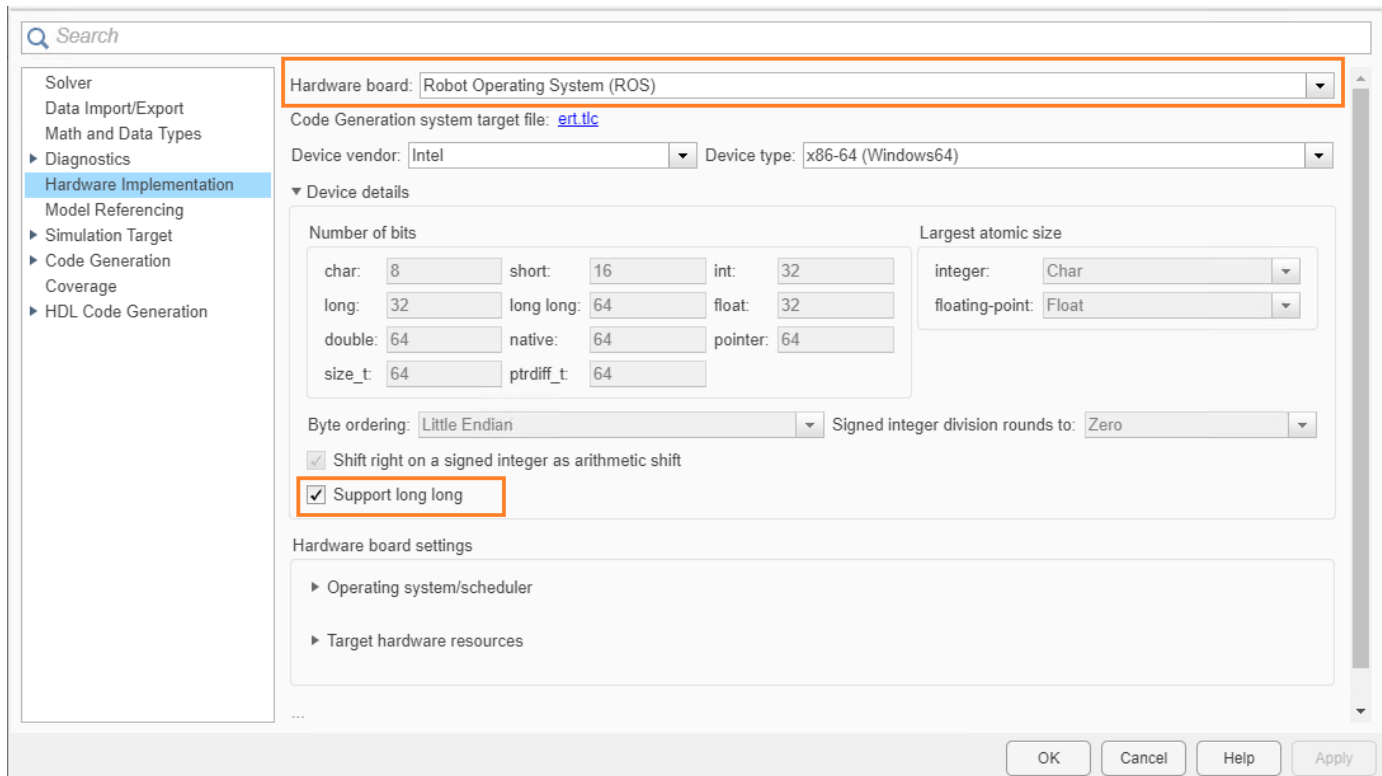 Search
Solver
Data Import/Export
Math and Data Types
Diagnostics
Hardware Implementation
Model Referencing
Simulation Target
Code Generation
Coverage
HDL Code Generation
Hardware board: Robot Operating System (ROS)
Code Generation system target file: ert.tlc
Device vendor: Intel Device type: x86-64 (Windows64)
Device details
Number of bits
char: 8 short: 16 int: 32
long: 32 long long: 64 float: 32
double: 64 native: 64 pointer: 64
size_t: 64 ptrdiff_t: 64
Largest atomic size
integer: Char
floating-point: Float
Byte ordering: Little Endian Signed integer division rounds to: Zero
Shift right on a signed integer as arithmetic shift
Support long long
Hardware board settings
Operating system/scheduler
Target hardware resources
...
OK Cancel Help Apply